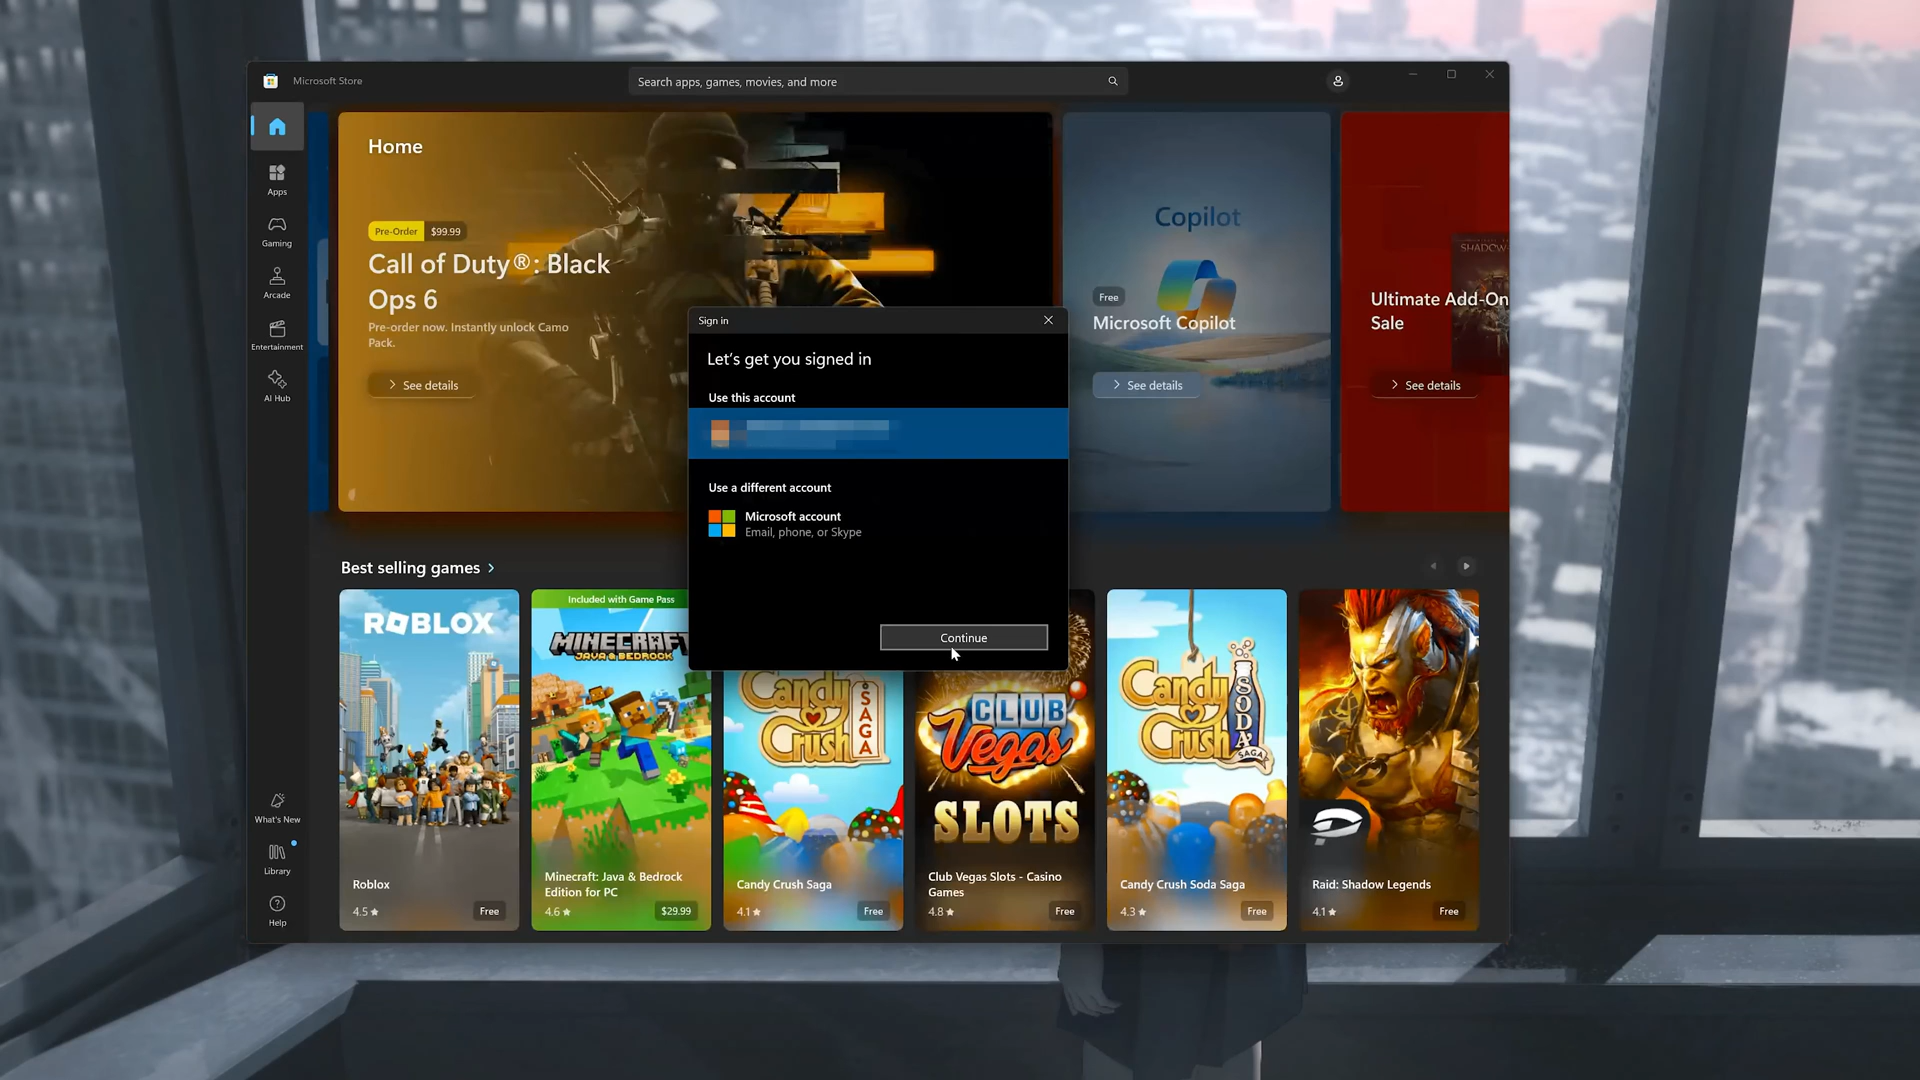 Microsoft Store
Search apps, games, movies, and more
Home
Apps
Gaming
Arcade
Entertainment
AI Hub
What's New
Library
Help
Pre-Order $99.99
Call of Duty®: Black
Ops 6
Pre-order now. Instantly unlock Camo
Pack.
See details
Copilot
Free
Microsoft Copilot
See details
SHADOW
Ultimate Add-On
Sale
See details
Sign in
Let's get you signed in
Use this account
Use a different account
Microsoft account
Email, phone, or Skype
Continue
Best selling games
ROBLOX
Roblox
4.5 Free
Included with Game Pass
MINECRAFT
JAVA & BEDROCK
Minecraft: Java & Bedrock
Edition for PC
4.6 $29.99
Candy
Crush
SAGA
Candy Crush Saga
4.1 Free
CLUB
Vegas
SLOTS
Club Vegas Slots - Casino
Games
4.8 Free
Candy
Crush
SODA
SAGA
Candy Crush Soda Saga
4.3 Free
Raid: Shadow Legends
4.1 Free